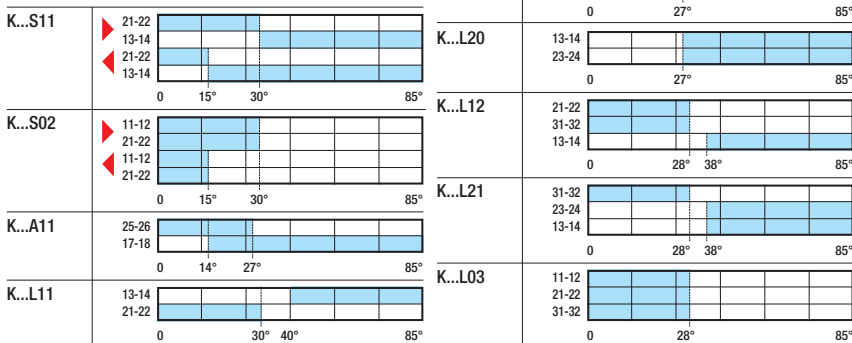 K...S11
21-22
13-14
21-22
13-14
0 15° 30° 85°
K...S02
11-12
21-22
11-12
21-22
0 15° 30° 85°
K...A11
25-26
17-18
0 14° 27° 85°
K...L11
13-14
21-22
0 30° 40° 85°
0 27° 85°
K...L20
13-14
23-24
0 27° 85°
K...L12
21-22
31-32
13-14
0 28° 38° 85°
K...L21
31-32
23-24
13-14
0 28° 38° 85°
K...L03
11-12
21-22
31-32
0 28° 85°